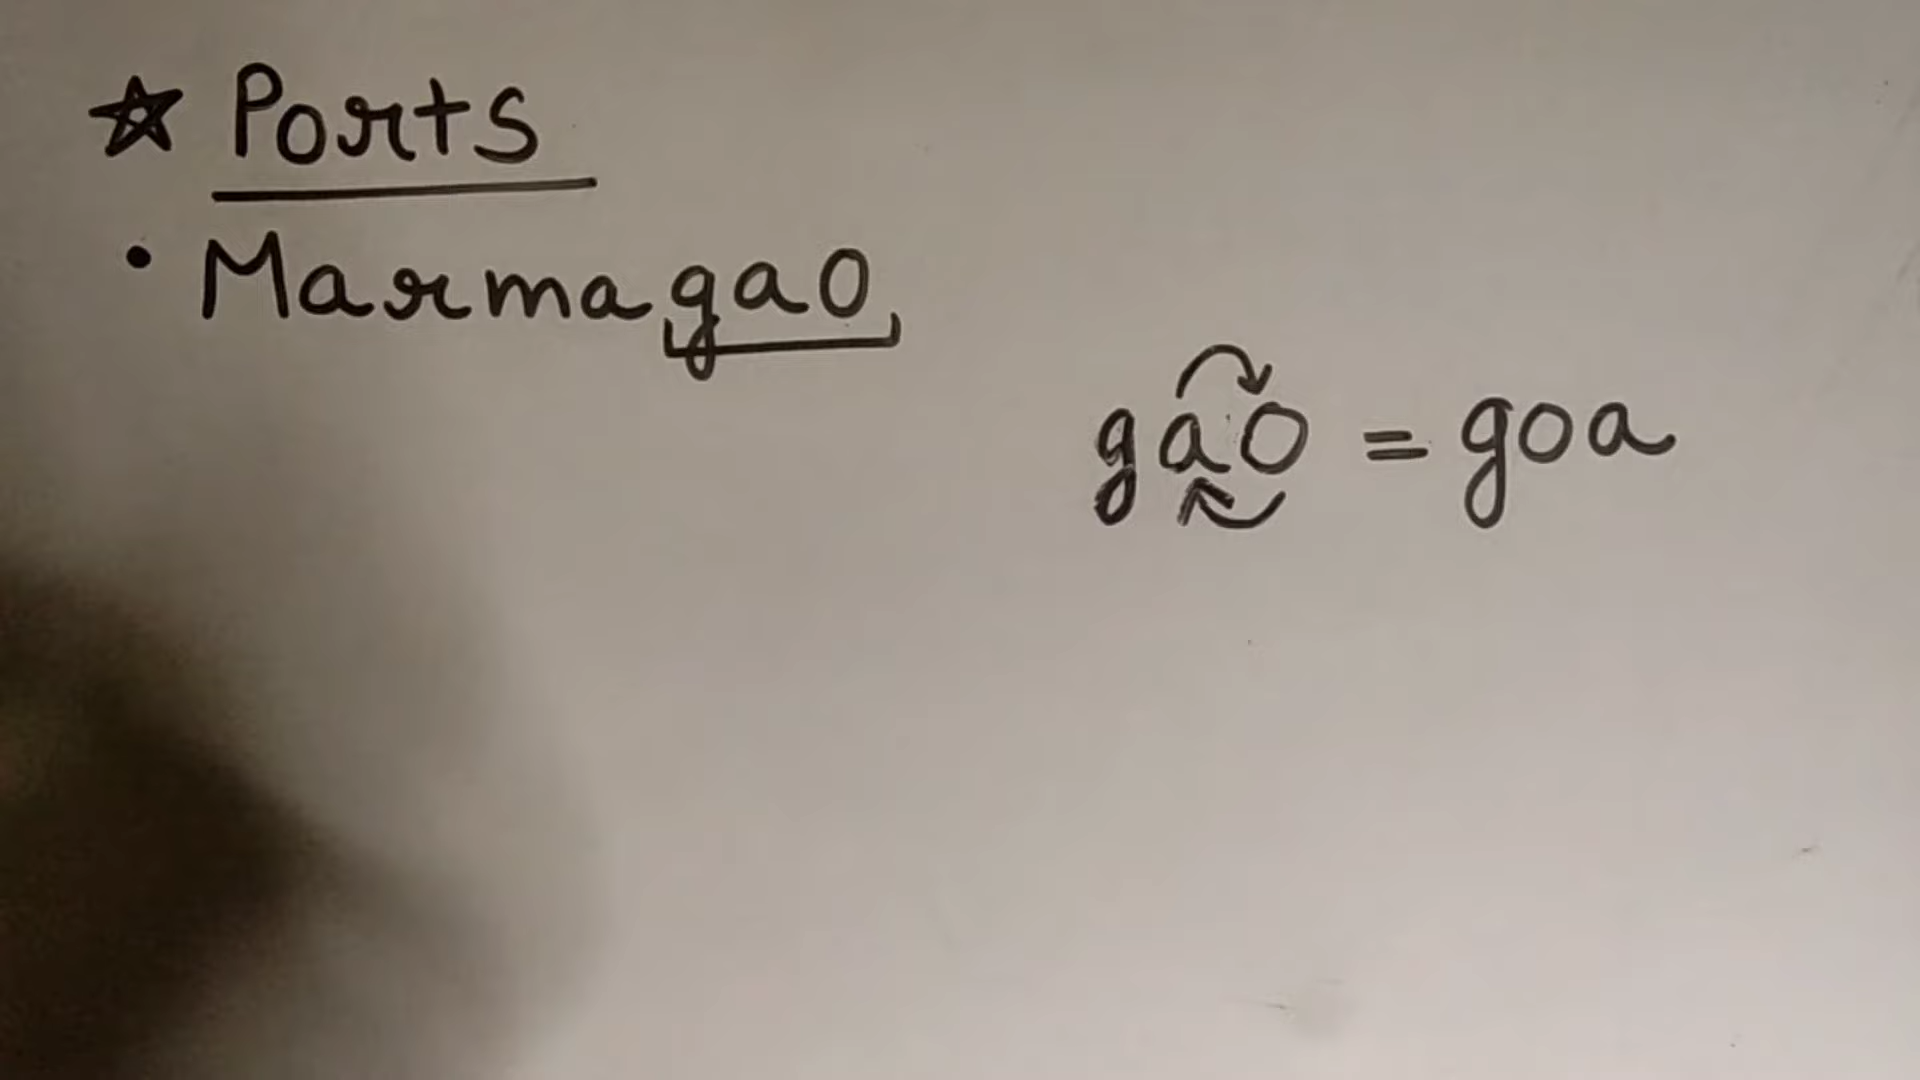 ☆ Ports
• Marmagao
gao = goa